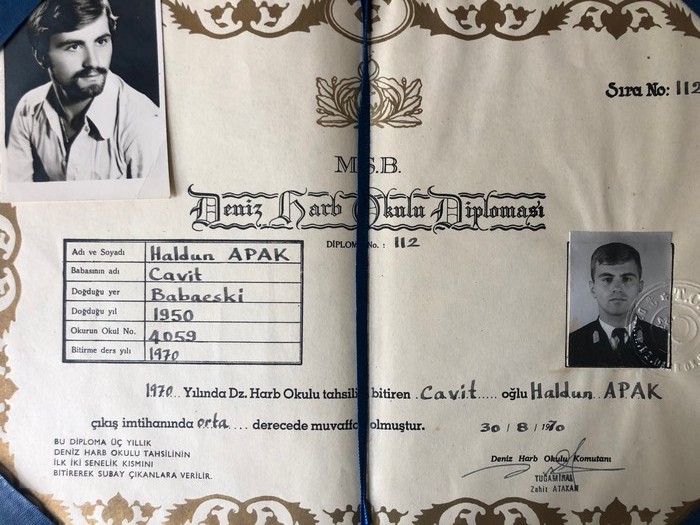 Sıra No: 112
M.S.B.
Deniz Harb Okulu Diploması
DİPLOMA No. : 112
Adı ve Soyadı Haldun APAK
Babasının adı Cavit
Doğduğu yer Babaeski
Doğduğu yıl 1950
Okurun Okul No. 4059
Bitirme ders yılı 1970
1970.. Yılında Dz. Harb Okulu tahsilini bitiren .Cavit..... oğlu Haldun..APAK
çıkış imtihanında orta.... derecede muvaffak olmuştur. 30/8/1970
BU DİPLOMA ÜÇ YILLIK
DENİZ HARB OKULU TAHSİLİNİN
İLK İKİ SENELİK KISMINI
BİTİREREK SUBAY ÇIKANLARA VERİLİR.
Deniz Harb Okulu Komutanı
TUĞAMİRAL
Zahit ATAKAN